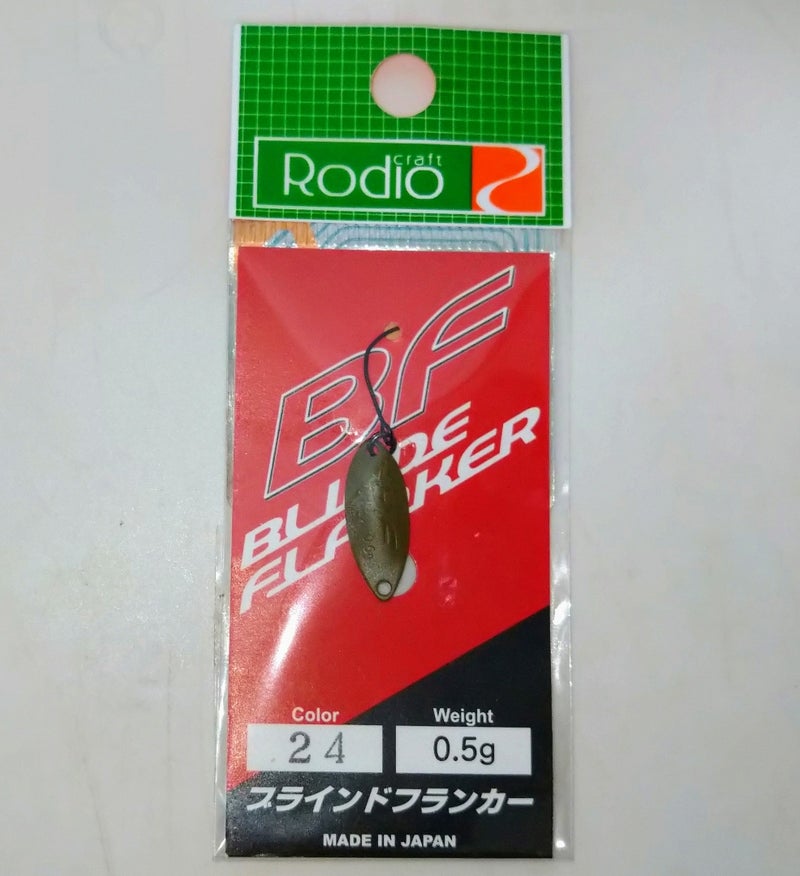 Rodio craft
BF
FLANKER
Color
24
Weight
0.5g
ブラインドフランカー
MADE IN JAPAN